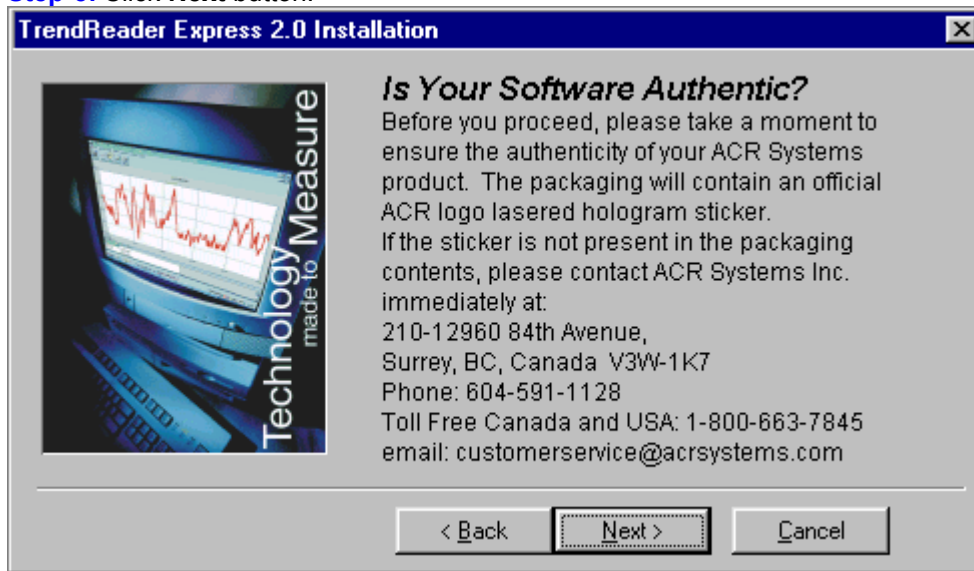 TrendReader Express 2.0 Installation
Technology
made to Measure
Is Your Software Authentic?
Before you proceed, please take a moment to
ensure the authenticity of your ACR Systems
product. The packaging will contain an official
ACR logo lasered hologram sticker.
If the sticker is not present in the packaging
contents, please contact ACR Systems Inc.
immediately at:
210-12960 84th Avenue,
Surrey, BC, Canada V3W-1K7
Phone: 604-591-1128
Toll Free Canada and USA: 1-800-663-7845
email: customerservice@acrsystems.com
< Back
Next >
Cancel